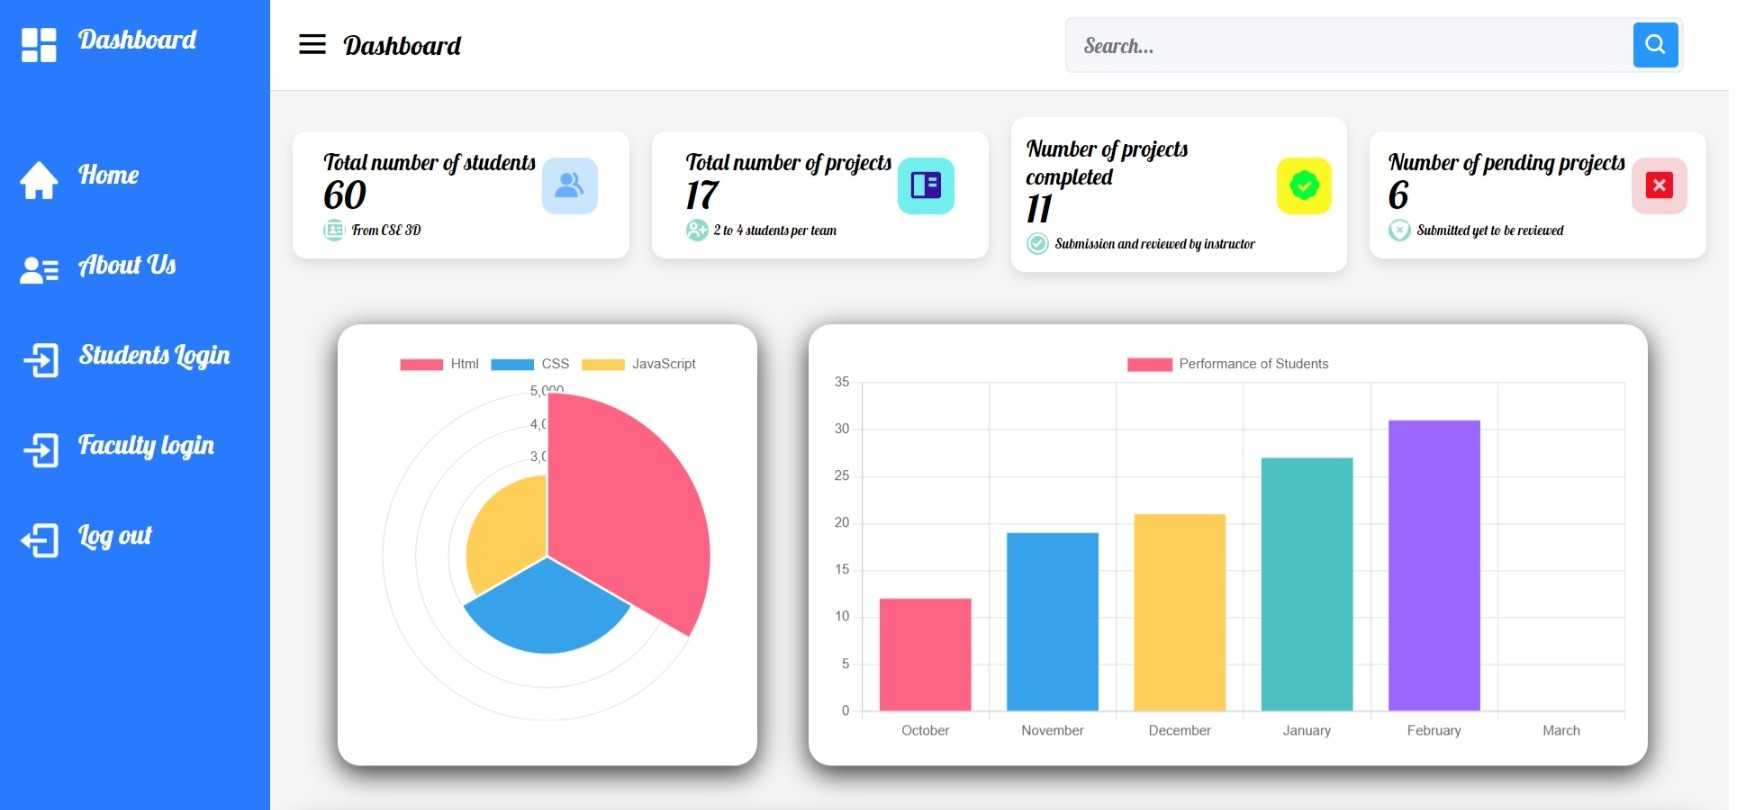 Dashboard
Home
About Us
Students Login
Faculty login
Log out
Dashboard
Search...
Total number of students
60
From CSE 3D
Total number of projects
17
2 to 4 students per team
Number of projects
completed
11
Submission and reviewed by instructor
Number of pending projects
6
Submitted yet to be reviewed
Html CSS JavaScript
5,000
4,0
3,0
Performance of Students
35
30
25
20
15
10
5
0
October November December January February March